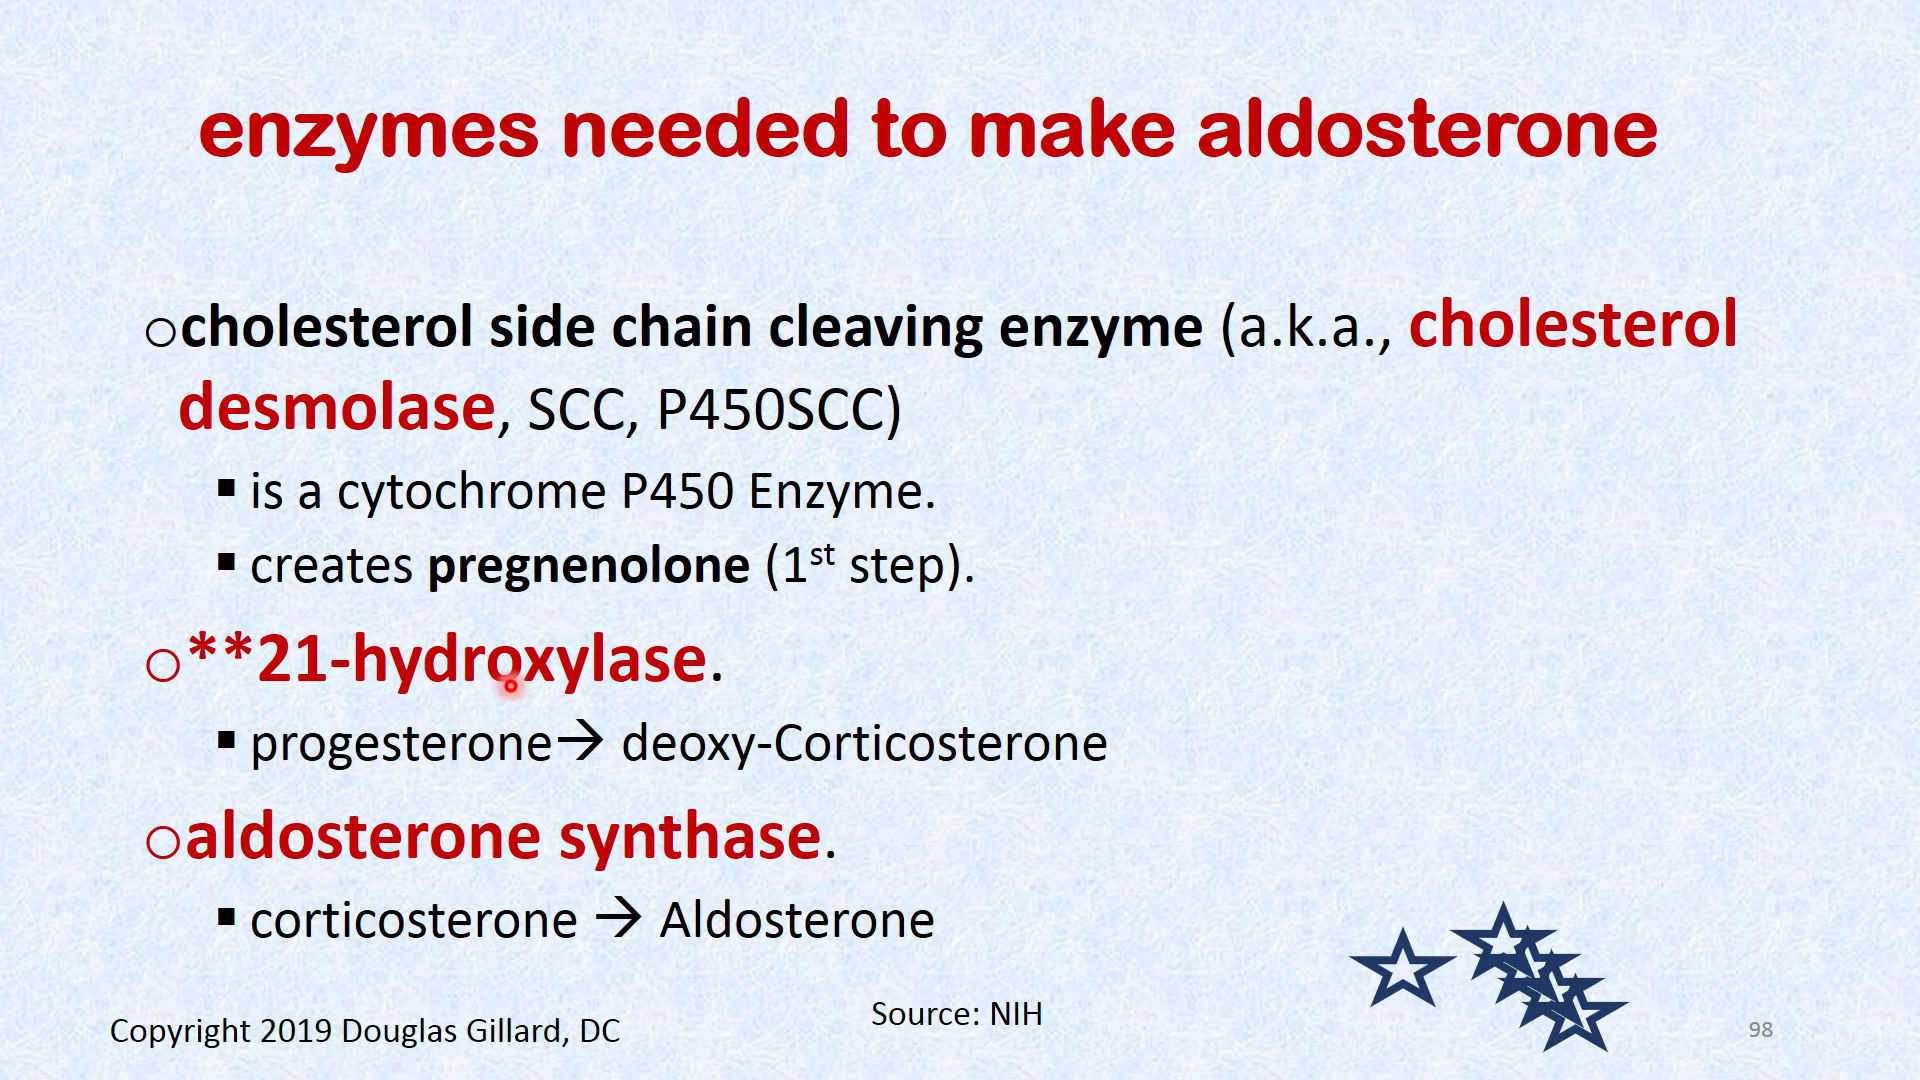 enzymes needed to make aldosterone
cholesterol side chain cleaving enzyme (a.k.a., cholesterol
desmolase, SCC, P450SCC)
▪ is a cytochrome P450 Enzyme.
▪ creates pregnenolone (1st step).
**21-hydroxylase.
▪ progesterone→ deoxy-Corticosterone
aldosterone synthase.
▪ corticosterone → Aldosterone
Source: NIH
Copyright 2019 Douglas Gillard, DC
98